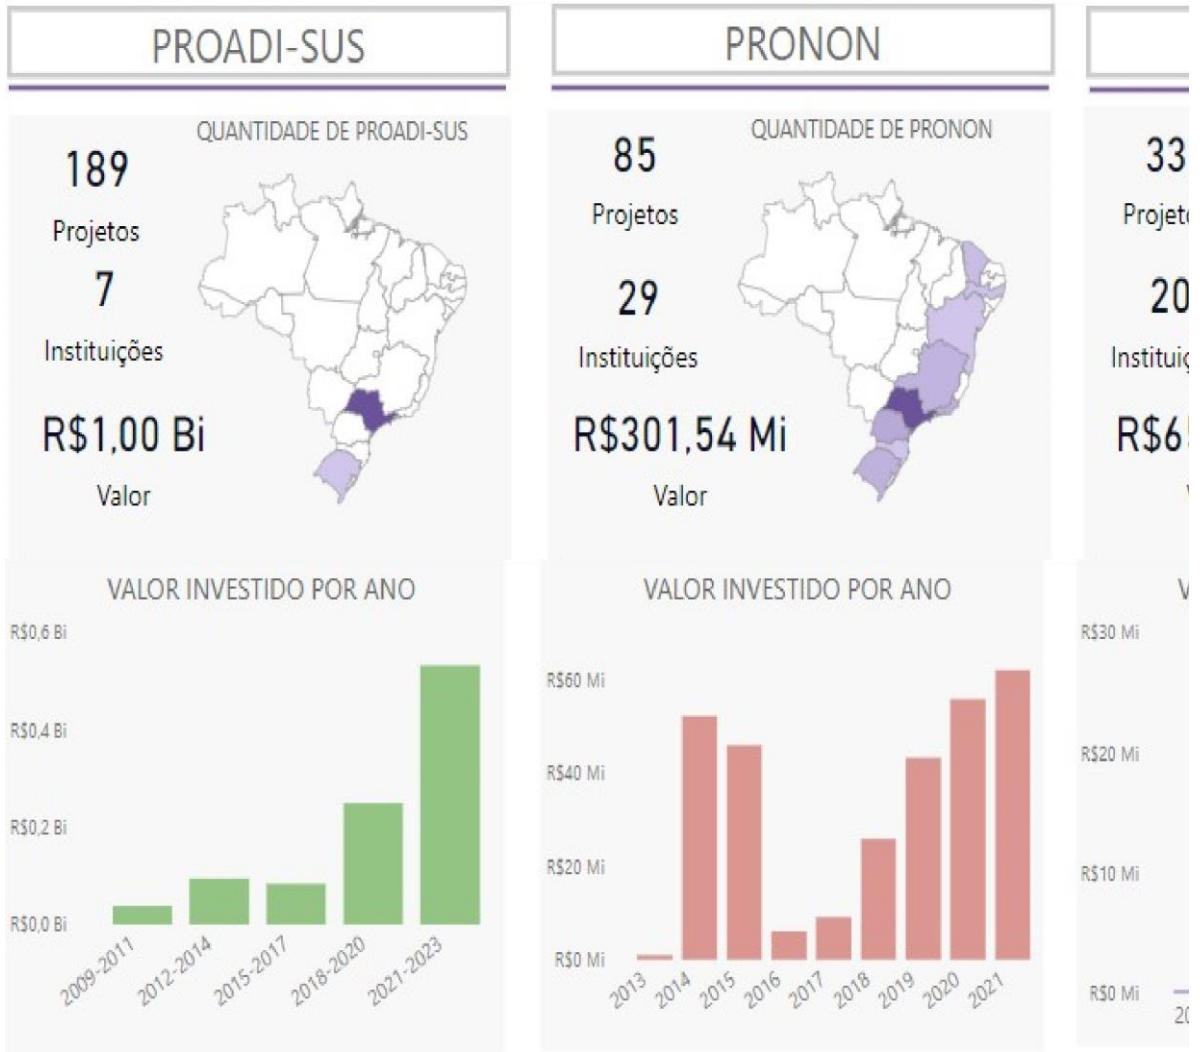 PROADI-SUS
QUANTIDADE DE PROADI-SUS
189
Projetos
7
Instituições
R$1,00 Bi
Valor
VALOR INVESTIDO POR ANO
R$0,6 Bi
R$0,4 Bi
R$0,2 Bi
R$0,0 Bi
2009-2011
2012-2014
2015-2017
2018-2020
2021-2023
PRONON
QUANTIDADE DE PRONON
85
Projetos
29
Instituições
R$301,54 Mi
Valor
VALOR INVESTIDO POR ANO
R$60 Mi
R$40 Mi
R$20 Mi
R$0 Mi
2013
2014
2015
2016
2017
2018
2019
2020
2021
33
20
R$30 Mi
R$20 Mi
R$10 Mi
R$0 Mi